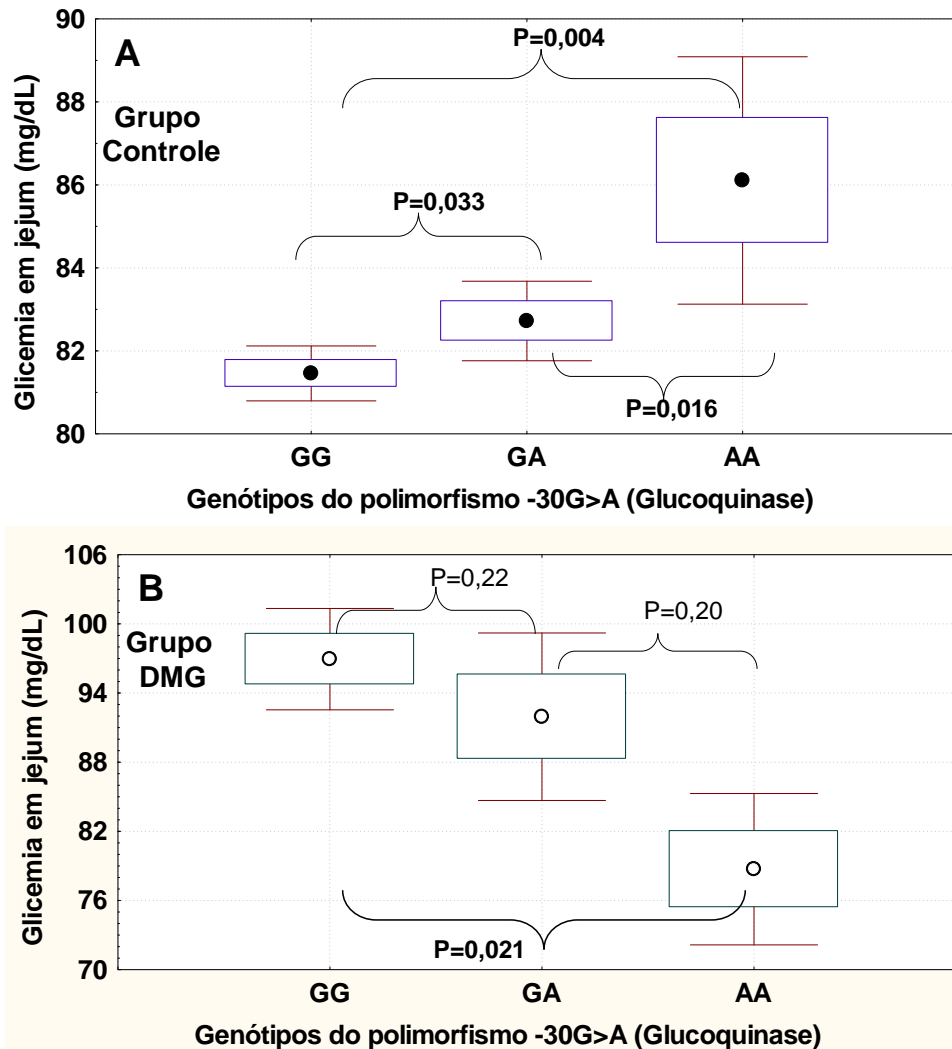 A
Grupo
Controle
P=0,004
P=0,033
P=0,016
Glicemia em jejum (mg/dL)
90
88
86
84
82
80
GG GA AA
Genótipos do polimorfismo -30G>A (Glucoquinase)
B
Grupo
DMG
P=0,22
P=0,20
P=0,021
Glicemia em jejum (mg/dL)
106
100
94
88
82
76
70
GG GA AA
Genótipos do polimorfismo -30G>A (Glucoquinase)